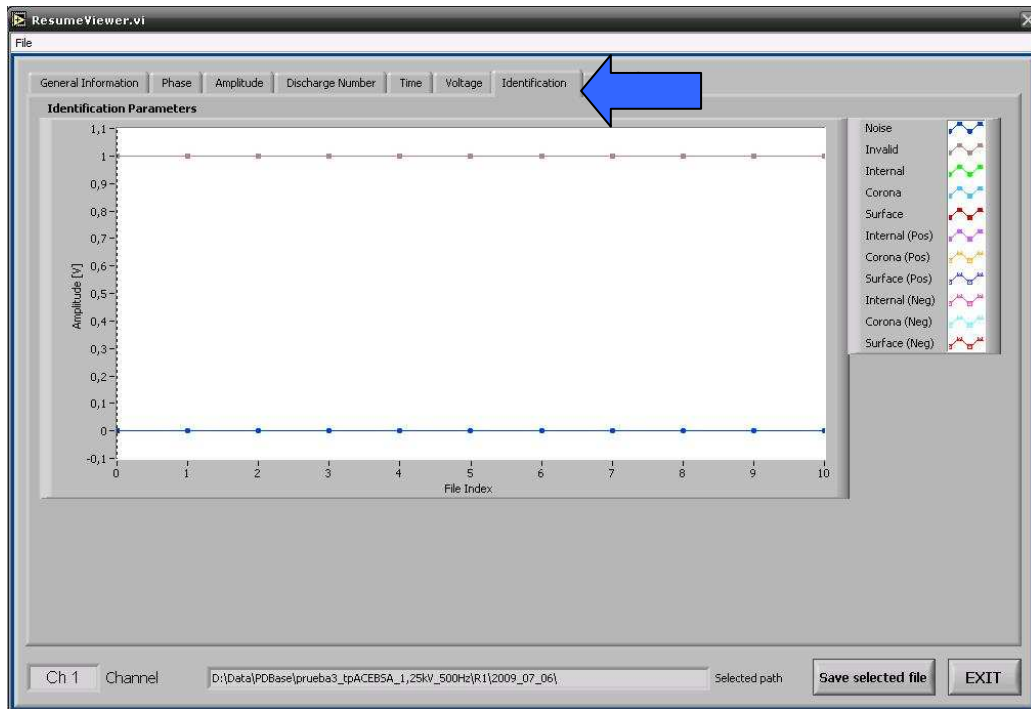 ResumeViewer.vi
File
General Information Phase Amplitude Discharge Number Time Voltage Identification
Identification Parameters
1,1
1
0,9
0,8
0,7
0,6
0,5
0,4
0,3
0,2
0,1
0
-0,1
Amplitude [V]
0 1 2 3 4 5 6 7 8 9 10
File Index
Noise
Invalid
Internal
Corona
Surface
Internal (Pos)
Corona (Pos)
Surface (Pos)
Internal (Neg)
Corona (Neg)
Surface (Neg)
Ch 1 Channel D:\Data\PDBase\prueba3_tpACEBSA_1,25kV_500Hz\R1\2009_07_06\ Selected path Save selected file EXIT